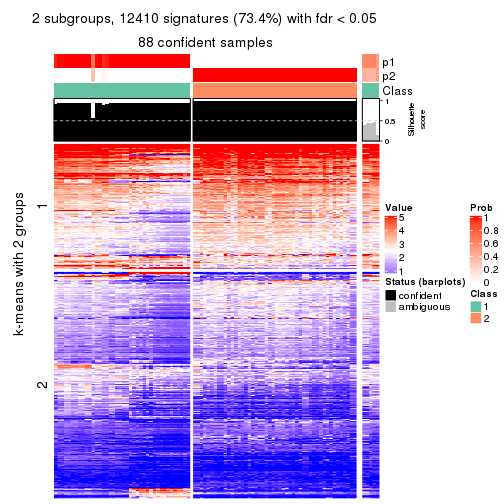 2 subgroups, 12410 signatures (73.4%) with fdr < 0.05
88 confident samples
p1
p2
Class
1
0.5
0
Silhouette
score
k-means with 2 groups
1
2
Value
5
4
3
2
1
Status (barplots)
confident
ambiguous
Prob
1
0.8
0.6
0.4
0.2
0
Class
1
2